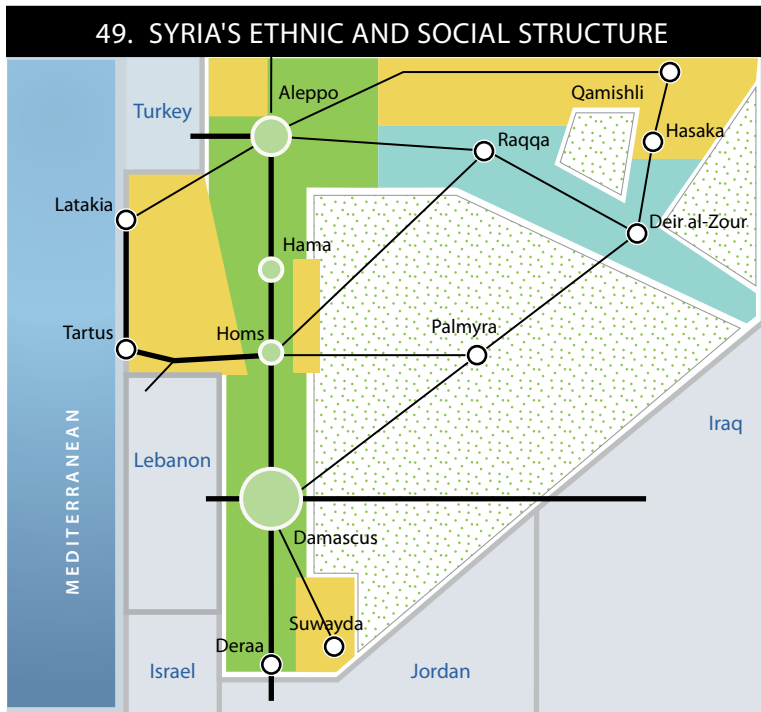 49. SYRIA'S ETHNIC AND SOCIAL STRUCTURE
Aleppo
Qamishli
Turkey
Hasaka
Raqqa
Latakia
Deir al-Zour
Hama
Tartus
Homs
Palmyra
Iraq
Lebanon
MEDITERRANEAN
Damascus
Suwayda
Deraa
Israel
Jordan